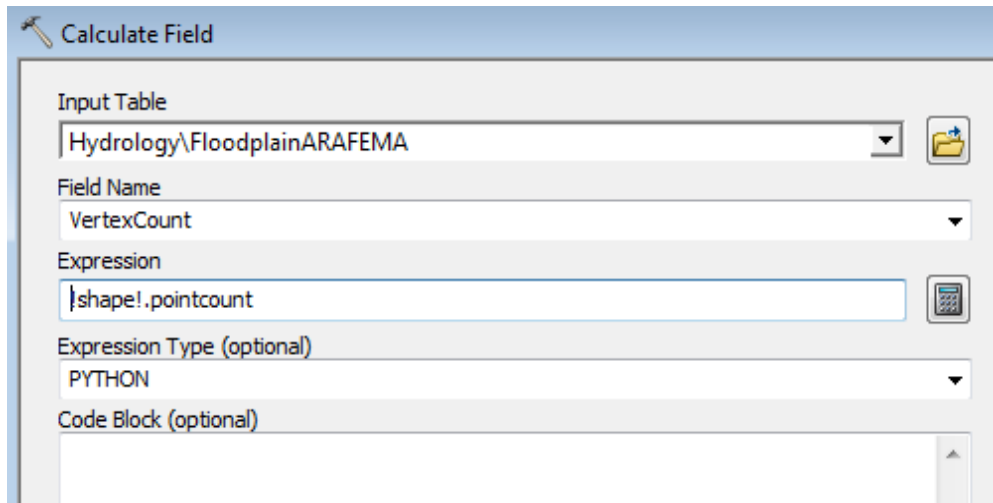 Calculate Field
Input Table
Hydrology\FloodplainARAFEMA
Field Name
VertexCount
Expression
!shape!.pointcount
Expression Type (optional)
PYTHON
Code Block (optional)